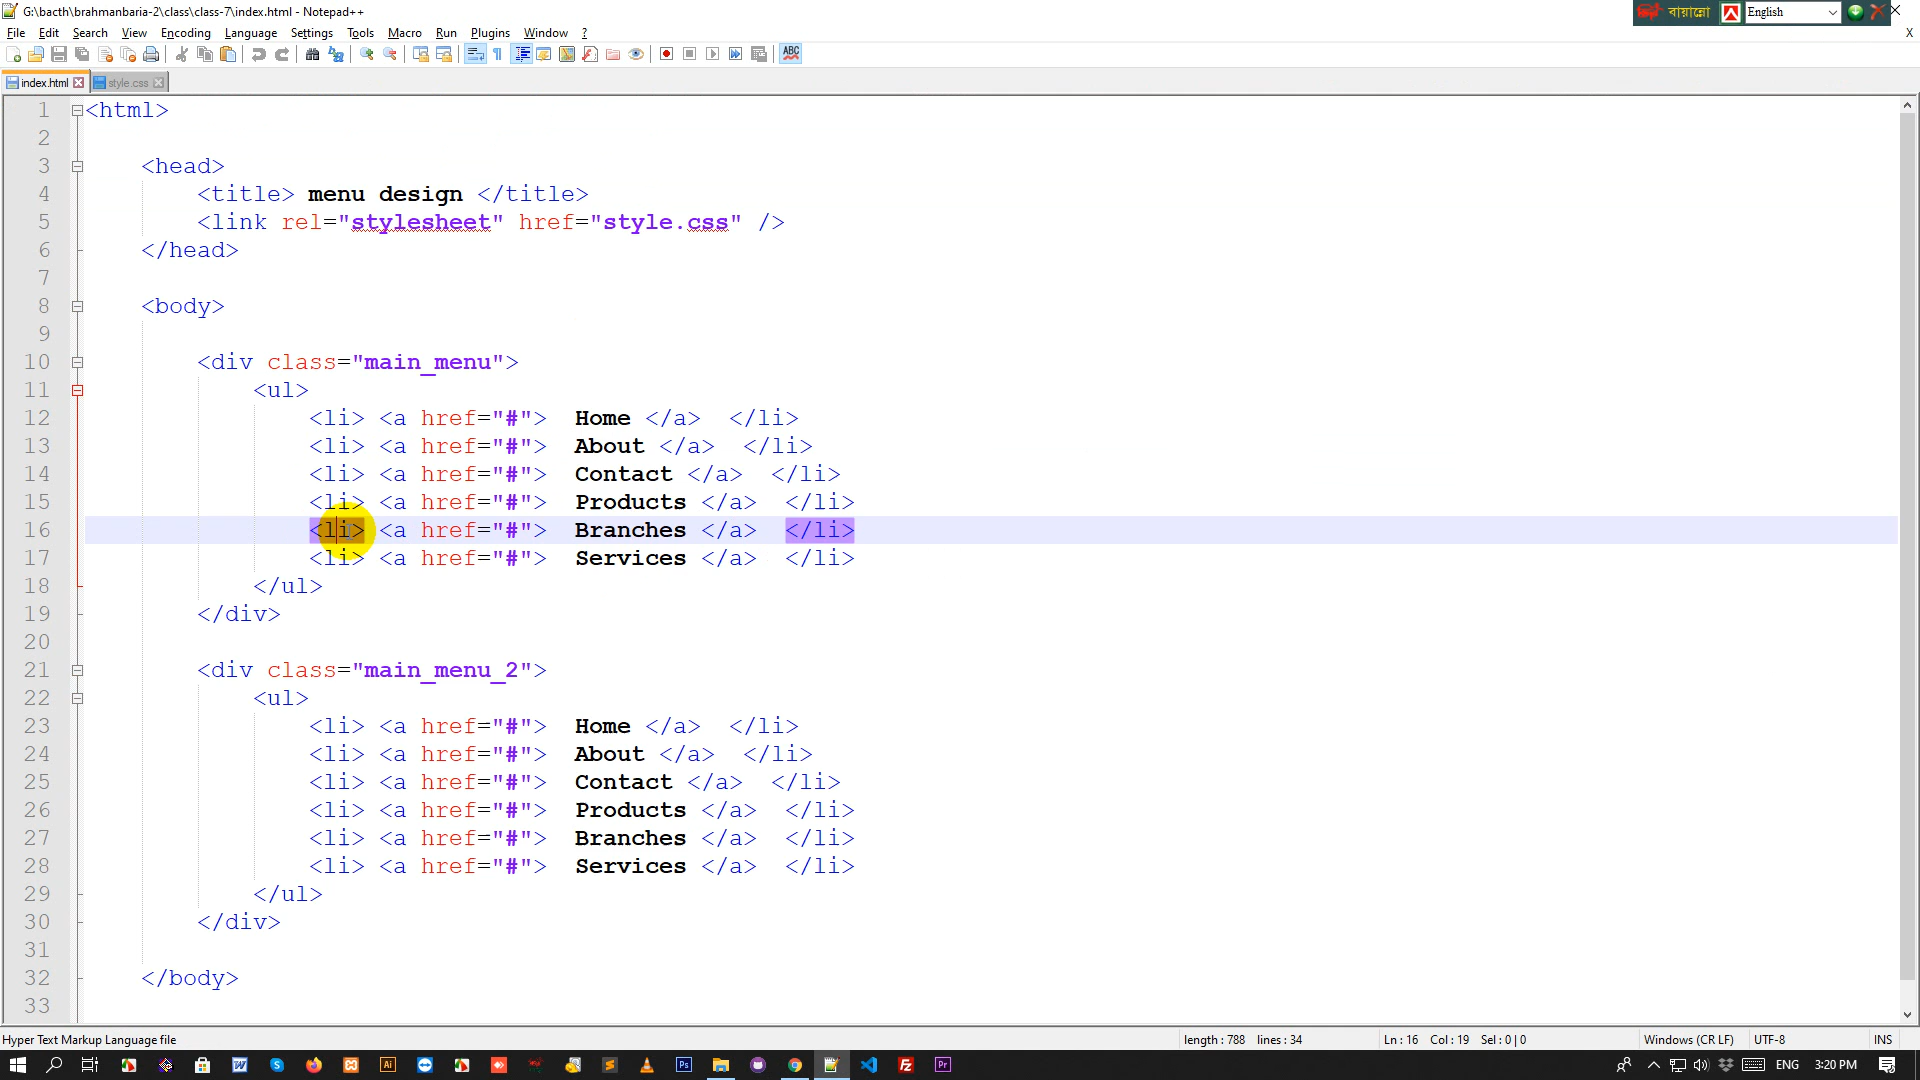 G:\bacth\brahmanbaria-2\class\class-7\index.html - Notepad++
বায়ান্নো English
File Edit Search View Encoding Language Settings Tools Macro Run Plugins Window ? X
ABC
index.html style.css
1 <html>
2
3 <head>
4 <title> menu design </title>
5 <link rel="stylesheet" href="style.css" />
6 </head>
7
8 <body>
9
10 <div class="main_menu">
11 <ul>
12 <li> <a href="#"> Home </a> </li>
13 <li> <a href="#"> About </a> </li>
14 <li> <a href="#"> Contact </a> </li>
15 <li> <a href="#"> Products </a> </li>
16 <li> <a href="#"> Branches </a> </li>
17 <li> <a href="#"> Services </a> </li>
18 </ul>
19 </div>
20
21 <div class="main_menu_2">
22 <ul>
23 <li> <a href="#"> Home </a> </li>
24 <li> <a href="#"> About </a> </li>
25 <li> <a href="#"> Contact </a> </li>
26 <li> <a href="#"> Products </a> </li>
27 <li> <a href="#"> Branches </a> </li>
28 <li> <a href="#"> Services </a> </li>
29 </ul>
30 </div>
31
32 </body>
33
Hyper Text Markup Language file length : 788 lines : 34 Ln : 16 Col : 19 Sel : 0 | 0 Windows (CR LF) UTF-8 INS
W S Ai Ps Fz Pr ENG 3:20 PM